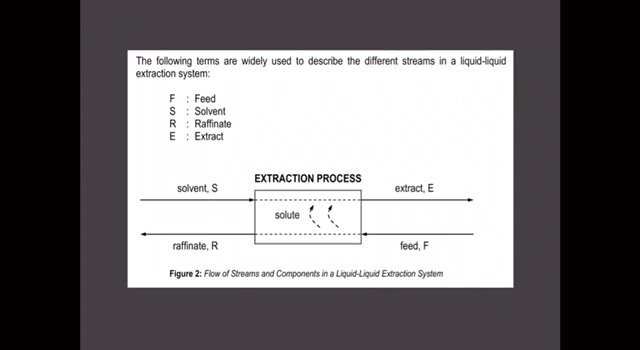 The following terms are widely used to describe the different streams in a liquid-liquid
extraction system:
F : Feed
S : Solvent
R : Raffinate
E : Extract
EXTRACTION PROCESS
solvent, S
extract, E
solute
raffinate, R
feed, F
Figure 2: Flow of Streams and Components in a Liquid-Liquid Extraction System